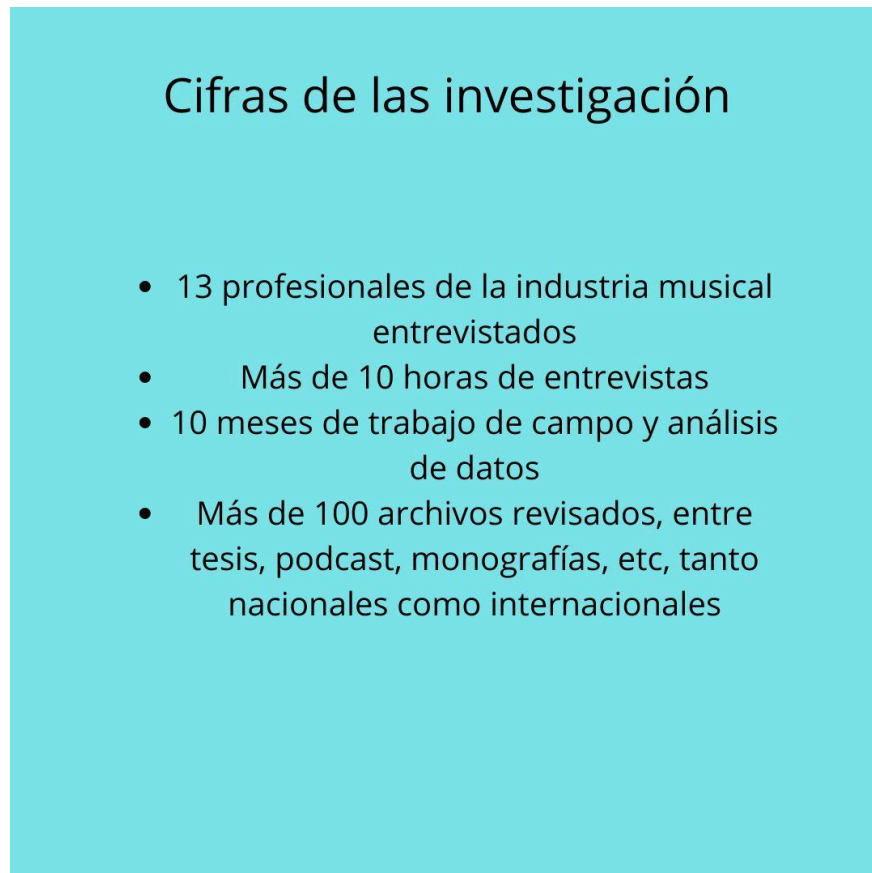 Cifras de las investigación
• 13 profesionales de la industria musical
entrevistados
• Más de 10 horas de entrevistas
• 10 meses de trabajo de campo y análisis
de datos
• Más de 100 archivos revisados, entre
tesis, podcast, monografías, etc, tanto
nacionales como internacionales